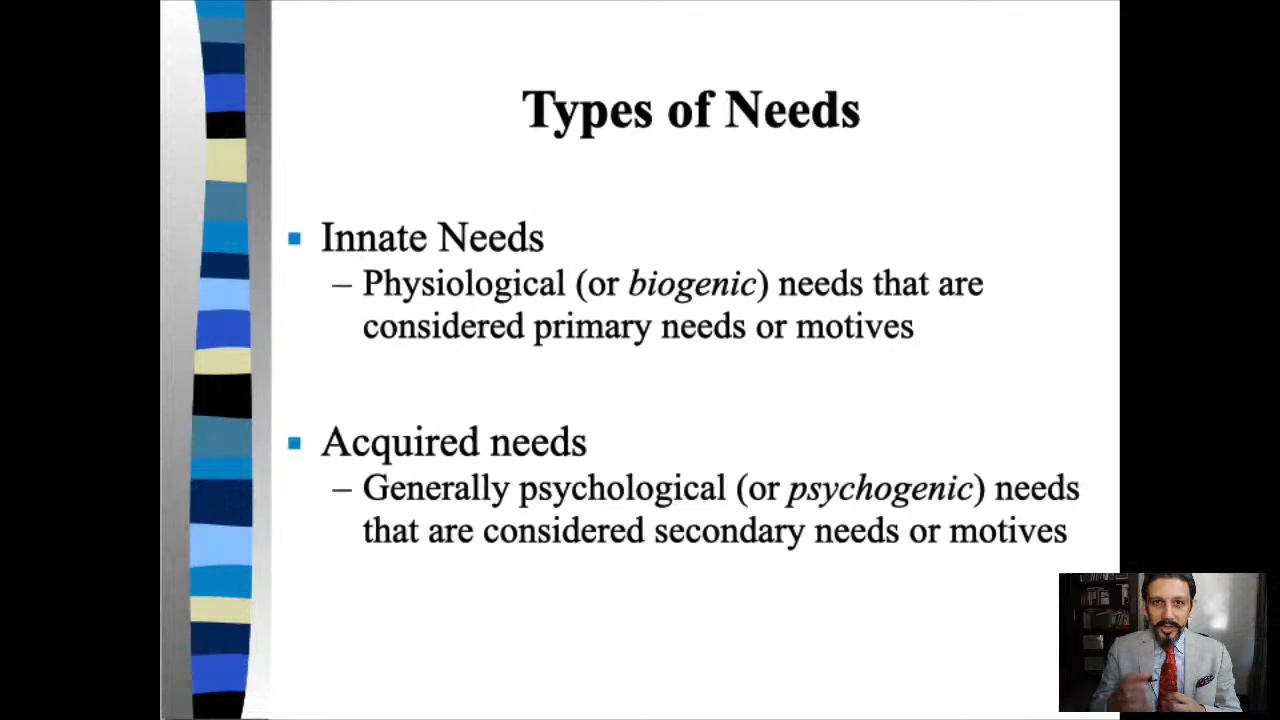 Types of Needs
▪ Innate Needs
– Physiological (or biogenic) needs that are
considered primary needs or motives
▪ Acquired needs
– Generally psychological (or psychogenic) needs
that are considered secondary needs or motives